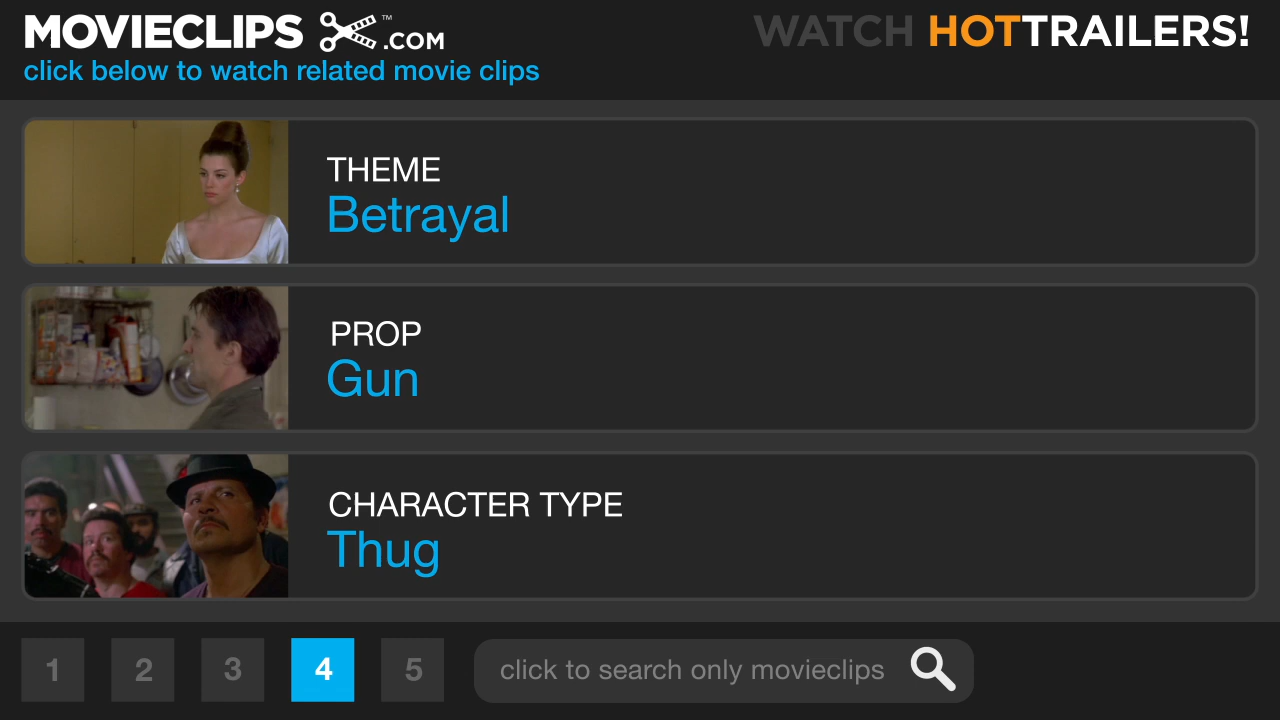 MOVIECLIPS ™ .COM
WATCH HOTTRAILERS!
click below to watch related movie clips
THEME
Betrayal
PROP
Gun
CHARACTER TYPE
Thug
1 2 3 4 5 click to search only movieclips